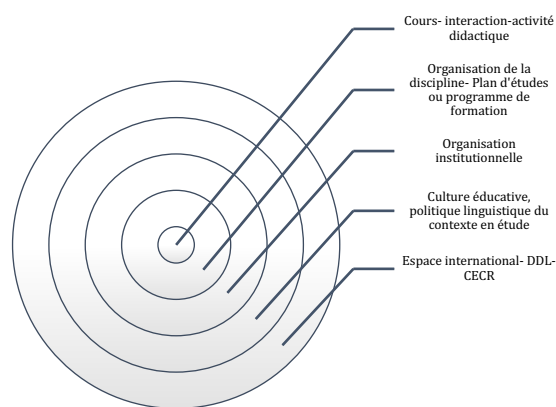 Cours- interaction-activité
didactique
Organisation de la
discipline- Plan d'études
ou programme de
formation
Organisation
institutionnelle
Culture éducative,
politique linguistique du
contexte en étude
Espace international- DDL-
CECR